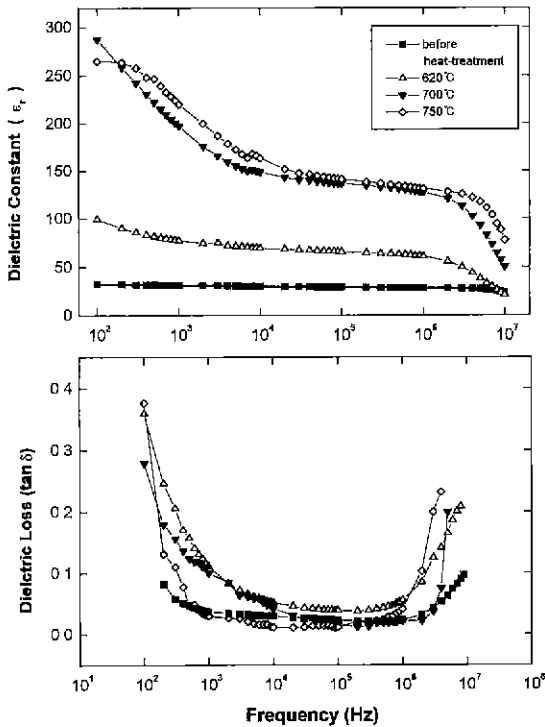 300
250
200
150
100
50
0
Dielctric Constant ( εr )
before
heat-treatment
620℃
700℃
750℃
10² 10³ 10⁴ 10⁵ 10⁶ 10⁷
0 4
0 3
0 2
0 1
0 0
Dielctric Loss (tan δ)
10¹ 10² 10³ 10⁴ 10⁵ 10⁶ 10⁷ 10⁸
Frequency (Hz)